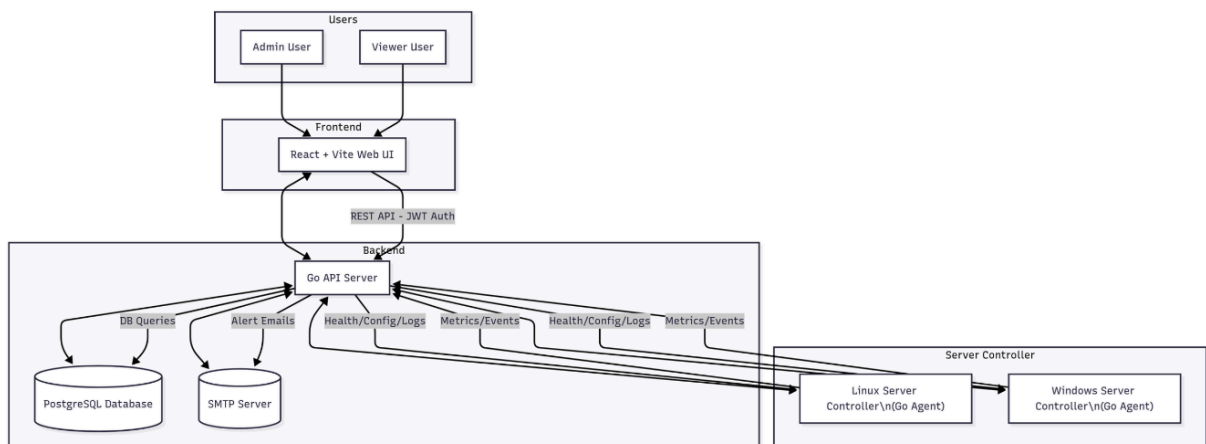 Users
Admin User
Viewer User
Frontend
React + Vite Web UI
REST API - JWT Auth
Backend
Go API Server
DB Queries
Alert Emails
Health/Config/Logs
Metrics/Events
Health/Config/Logs
Metrics/Events
Server Controller
PostgreSQL Database
SMTP Server
Linux Server
Controller\n(Go Agent)
Windows Server
Controller\n(Go Agent)